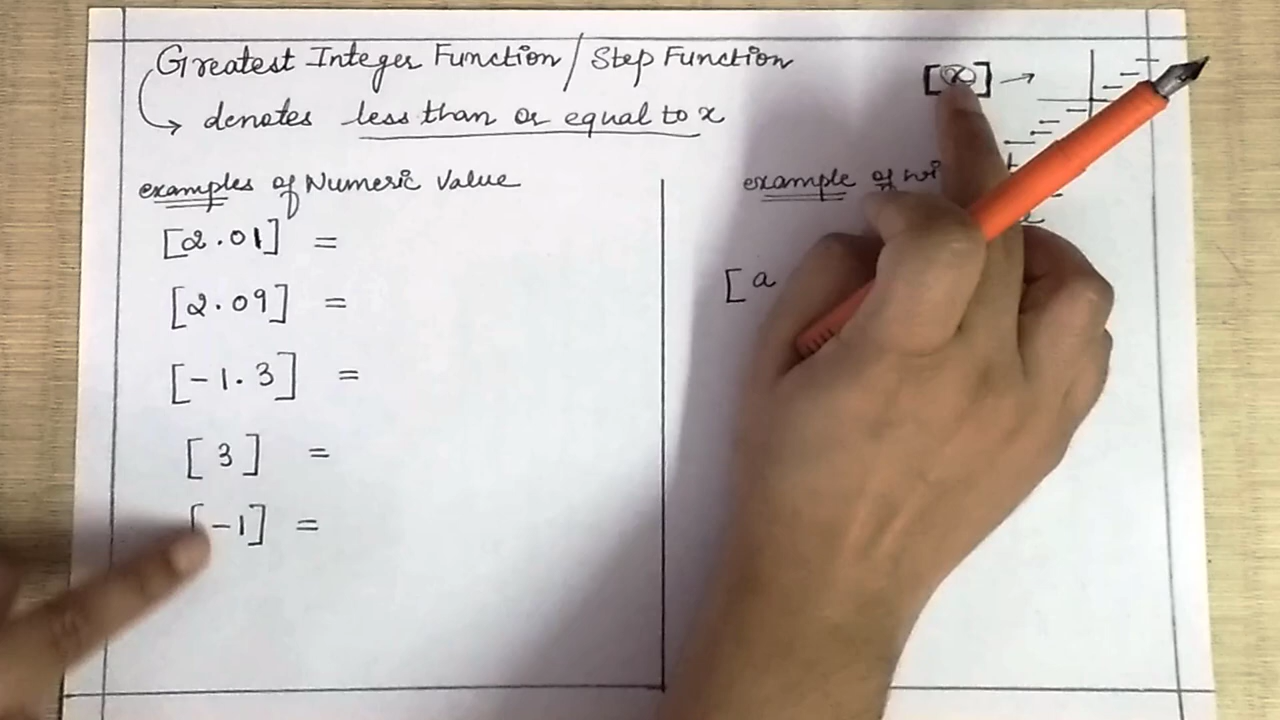 Greatest Integer Function / Step Function
denotes less than or equal to x
[x] →
examples of Numeric Value
[2.01] =
[2.09] =
[-1.3] =
[3] =
[-1] =
example of
[a